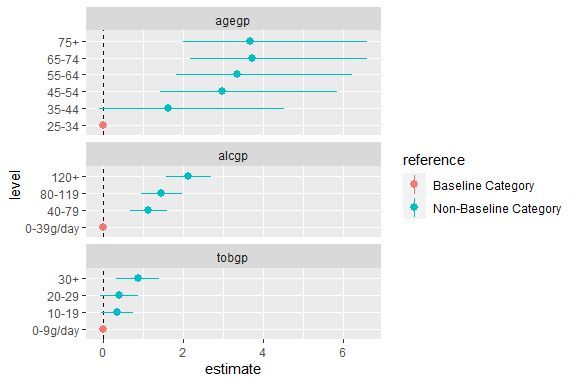 agegp
75+
65-74
55-64
45-54
35-44
25-34
alcgp
120+
80-119
40-79
0-39g/day
tobgp
30+
20-29
10-19
0-9g/day
0 2 4 6
estimate
level
reference
Baseline Category
Non-Baseline Category